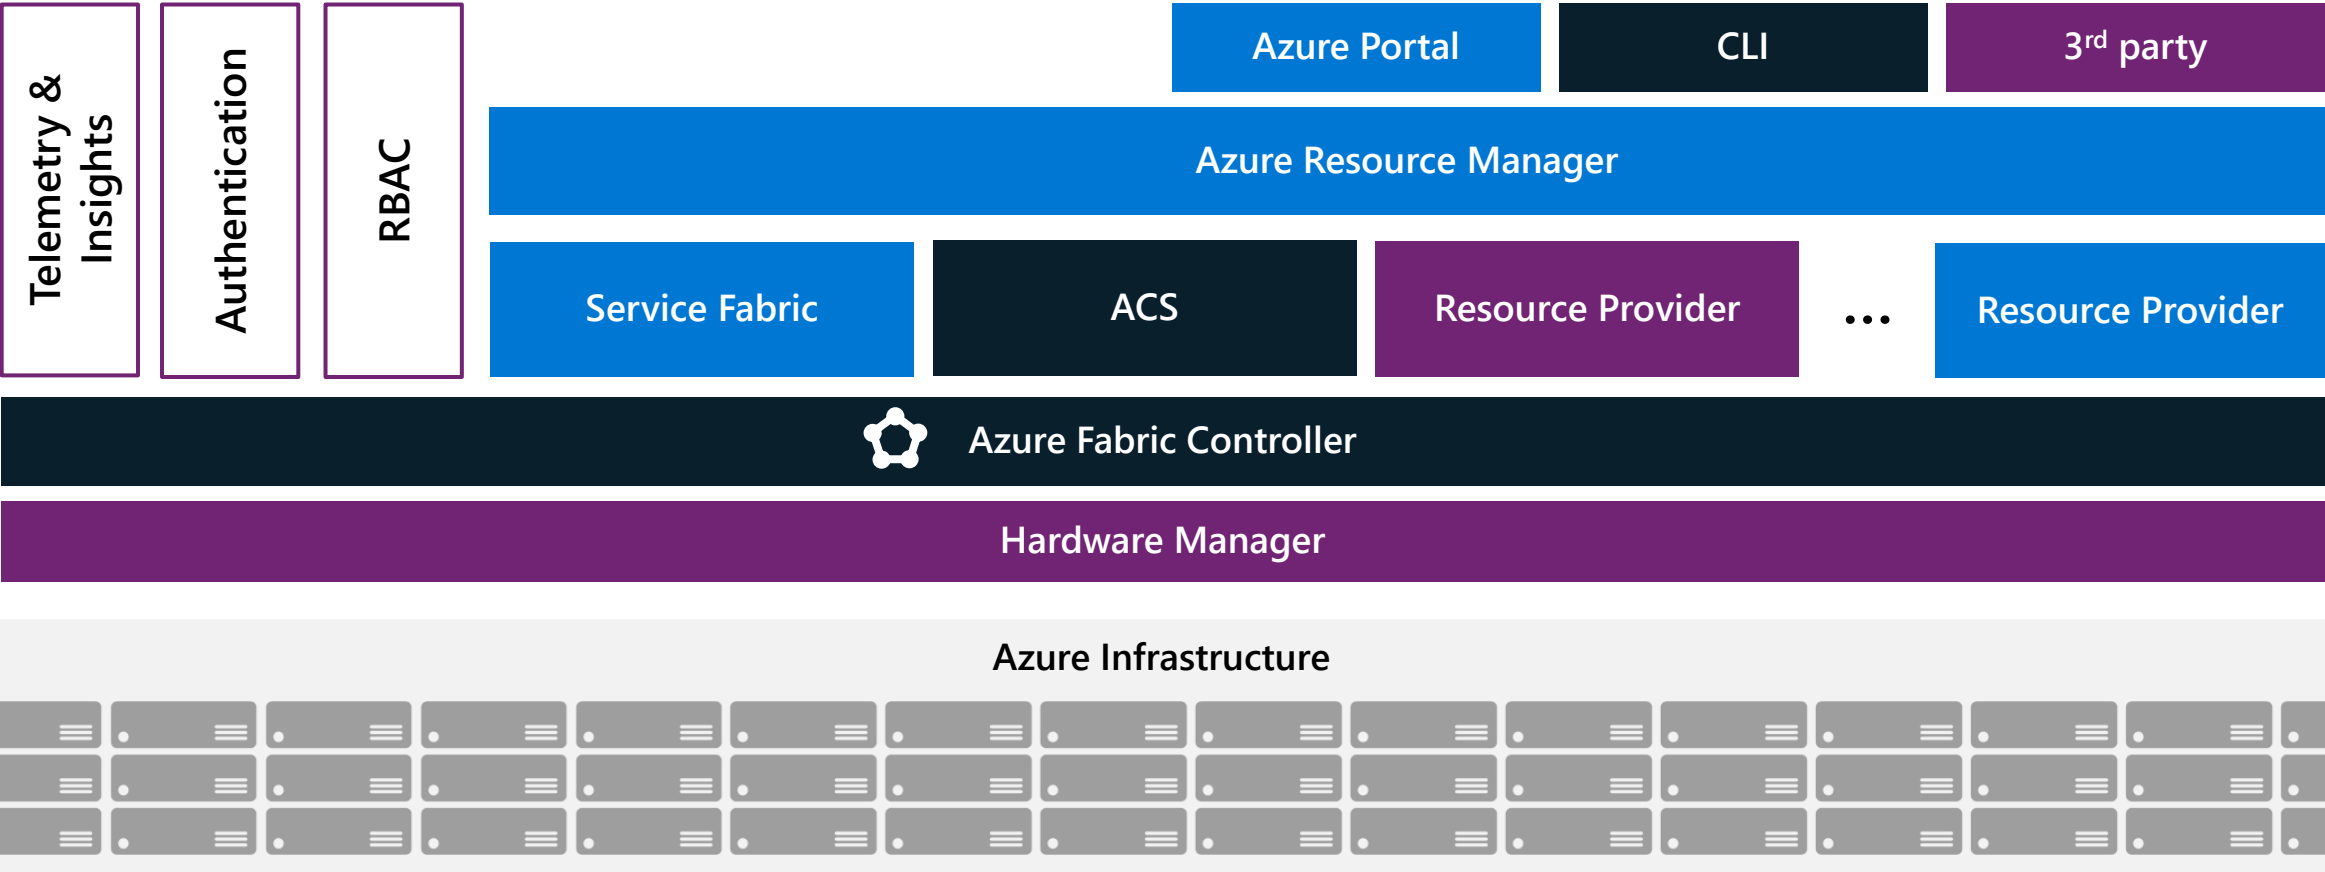 Telemetry &
Insights
Authentication
RBAC
Azure Portal
CLI
3rd party
Azure Resource Manager
Service Fabric
ACS
Resource Provider
...
Resource Provider
Azure Fabric Controller
Hardware Manager
Azure Infrastructure